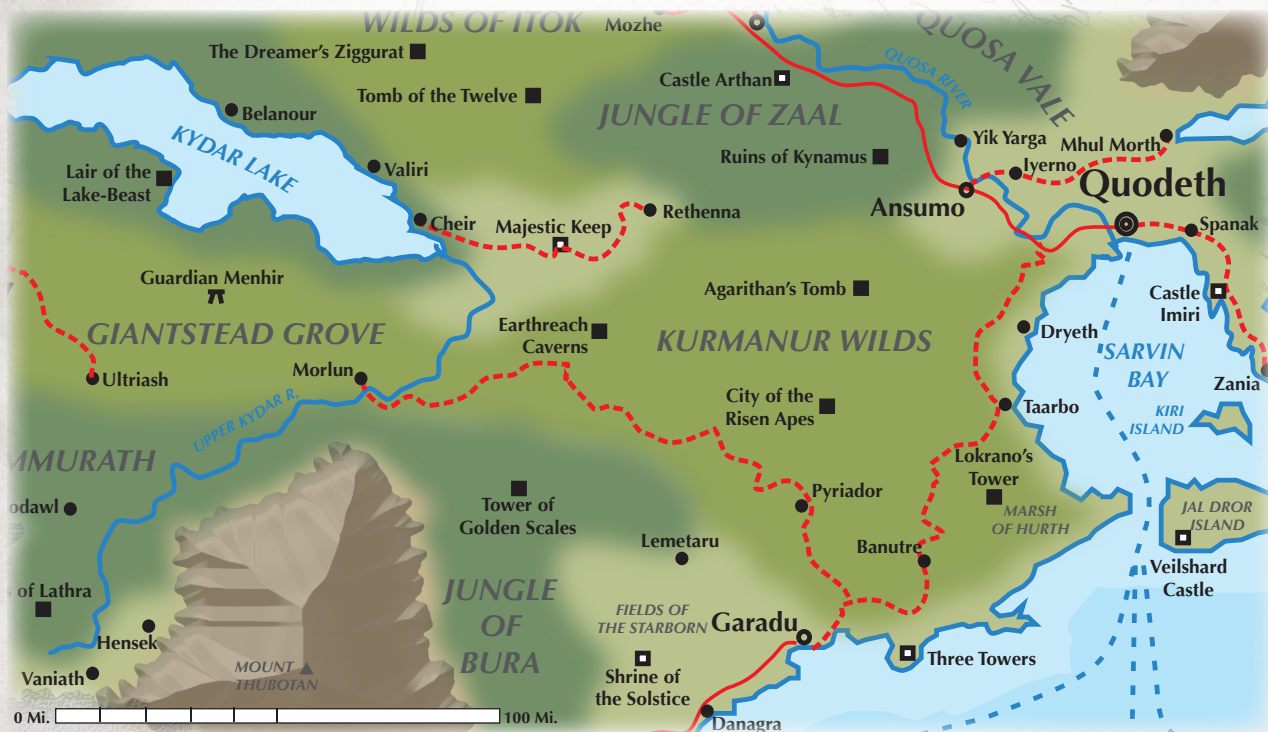 WILDS OF ITOK
Mozhe
QUOSA VALE
The Dreamer's Ziggurat
QUOSA RIVER
Castle Arthan
Tomb of the Twelve
Belanour
JUNGLE OF ZAAL
KYDAR LAKE
Yik Yarga
Mhul Morth
Ruins of Kynamus
Iyerno
Lair of the
Lake-Beast
Valiri
Quodeth
Ansumo
Rethenna
Cheir
Majestic Keep
Spanak
Guardian Menhir
Agarithan's Tomb
Castle
Imiri
GIANTSTEAD GROVE
Earthreach
Caverns
KURMANUR WILDS
Dryeth
SARVIN
BAY
Morlun
Ultriash
Zania
City of the
Risen Apes
Taarbo
KIRI
ISLAND
UPPER KYDAR R.
MMURATH
Lokrano's
Tower
Pyriador
odawl
Tower of
Golden Scales
MARSH
OF HURTH
JAL DROR
ISLAND
Lemetaru
Banutre
Veilshard
Castle
s of Lathra
JUNGLE
OF
BURA
FIELDS OF
THE STARBORN
Garadu
Hensek
Three Towers
MOUNT
THUBOTAN
Vaniath
Shrine of
the Solstice
0 Mi.
100 Mi.
Danagra